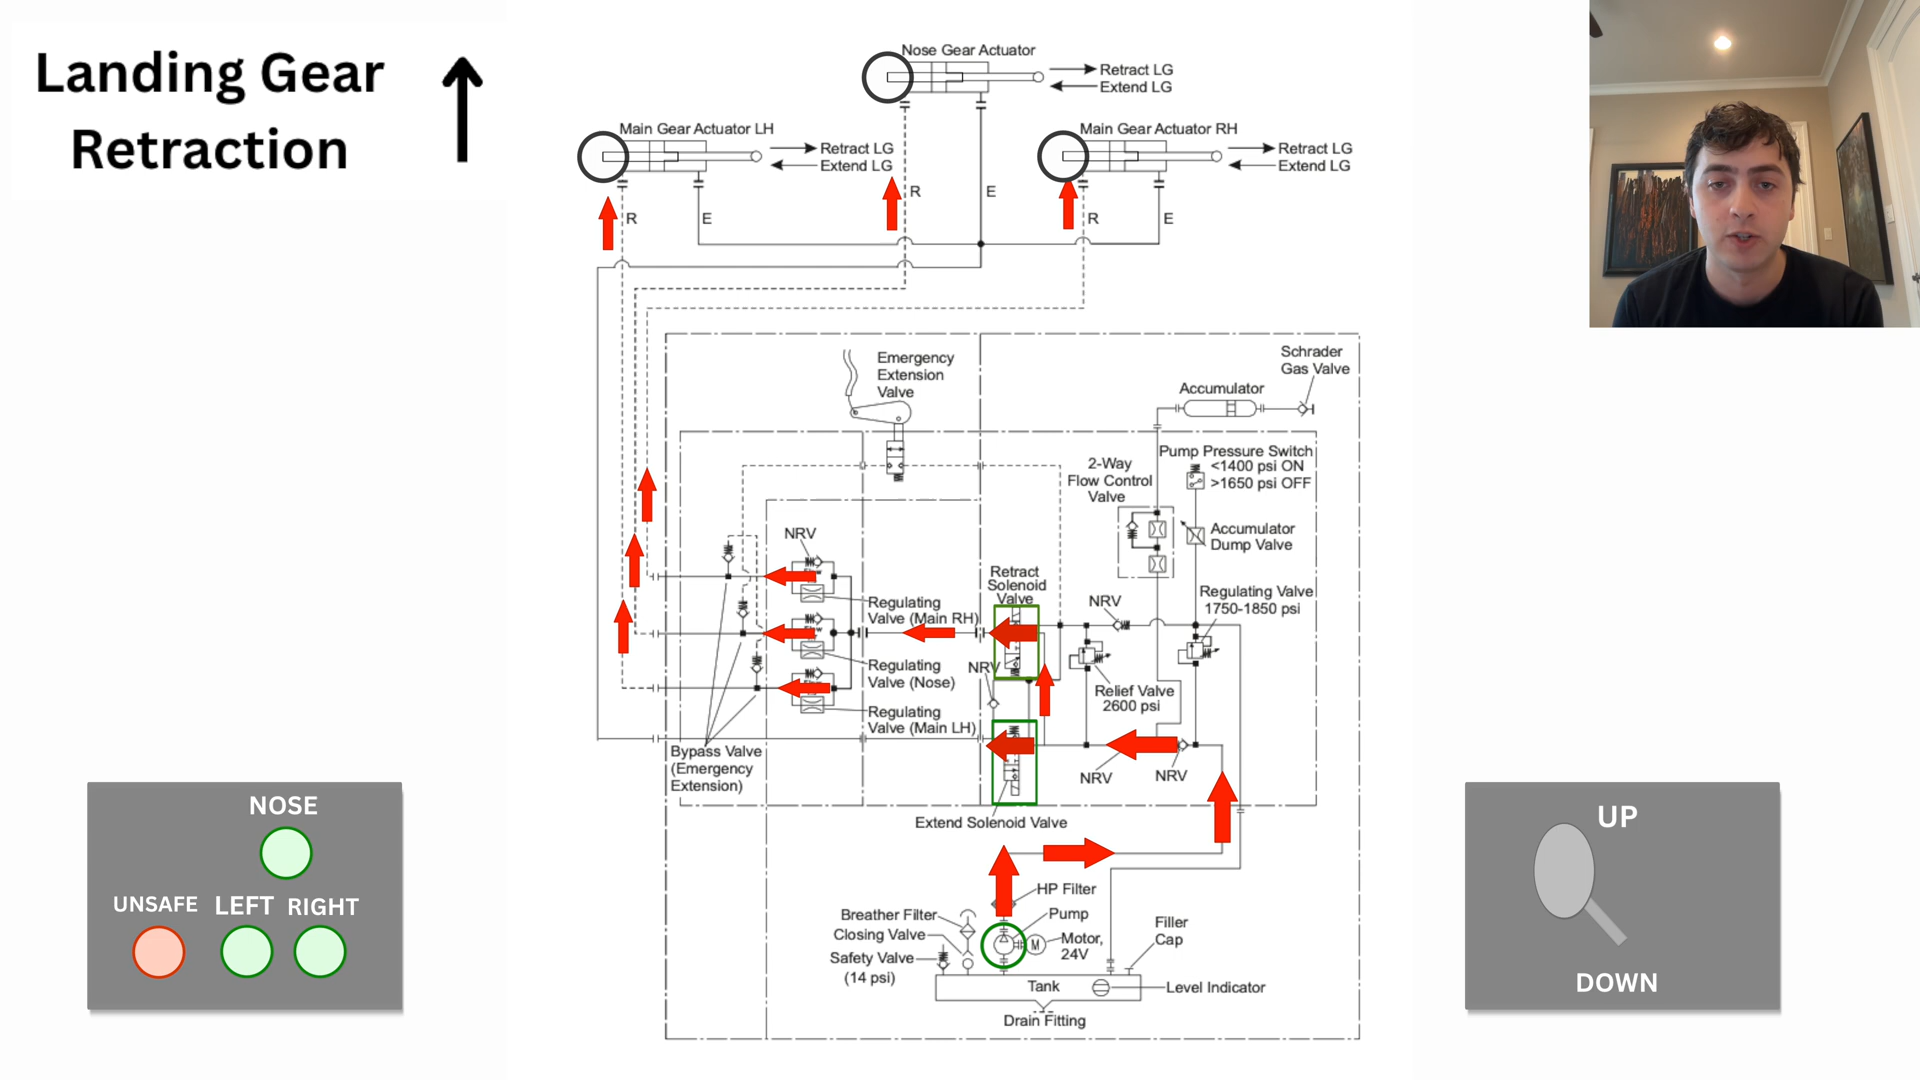 Landing Gear
Retraction
Nose Gear Actuator
Retract LG
Extend LG
Main Gear Actuator LH
Retract LG
Extend LG
Main Gear Actuator RH
Retract LG
Extend LG
R
E
R
E
R
E
Emergency
Extension
Valve
Schrader
Gas Valve
Accumulator
Pump Pressure Switch
<1400 psi ON
>1650 psi OFF
2-Way
Flow Control
Valve
Accumulator
Dump Valve
NRV
Retract
Solenoid
Valve
Regulating
Valve (Main RH)
NRV
Regulating Valve
1750-1850 psi
Regulating
Valve (Nose)
NRV
Relief Valve
2600 psi
Regulating
Valve (Main LH)
Bypass Valve
(Emergency
Extension)
NRV
NRV
Extend Solenoid Valve
HP Filter
Breather Filter
Closing Valve
Safety Valve
(14 psi)
Pump
M
Motor,
24V
Filler
Cap
Tank
Level Indicator
Drain Fitting
NOSE
UNSAFE
LEFT
RIGHT
UP
DOWN